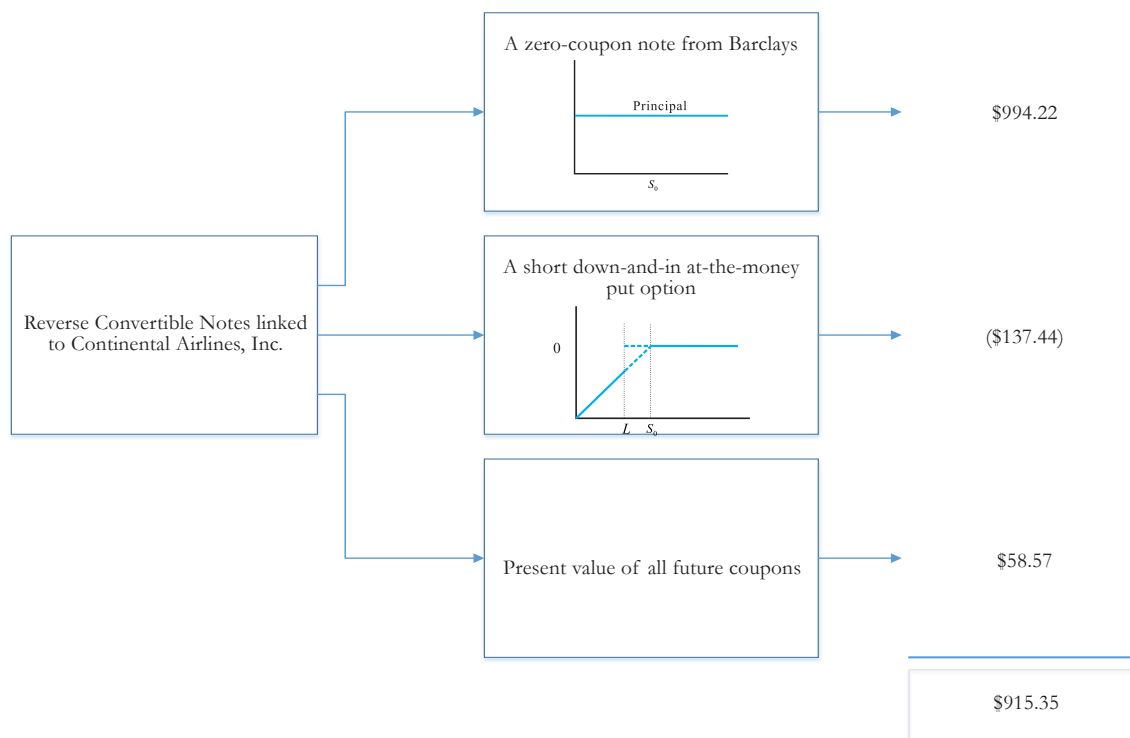 A zero-coupon note from Barclays
Principal
S₀
$994.22
Reverse Convertible Notes linked
to Continental Airlines, Inc.
A short down-and-in at-the-money
put option
0
L S₀
($137.44)
Present value of all future coupons
$58.57
$915.35